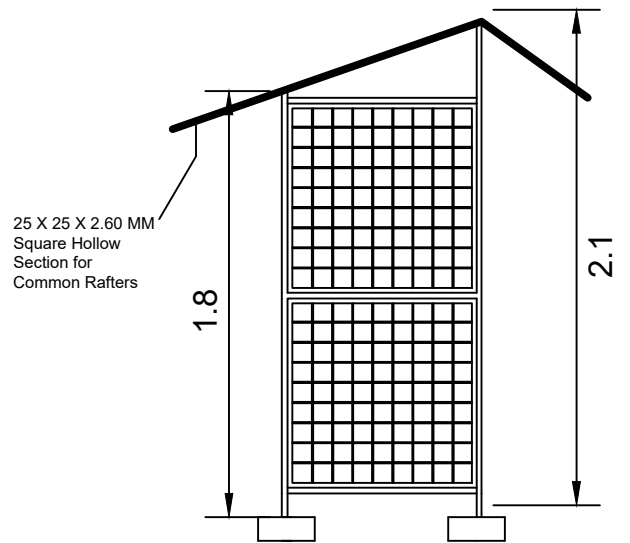 25 X 25 X 2.60 MM
Square Hollow
Section for
Common Rafters
1.8
2.1